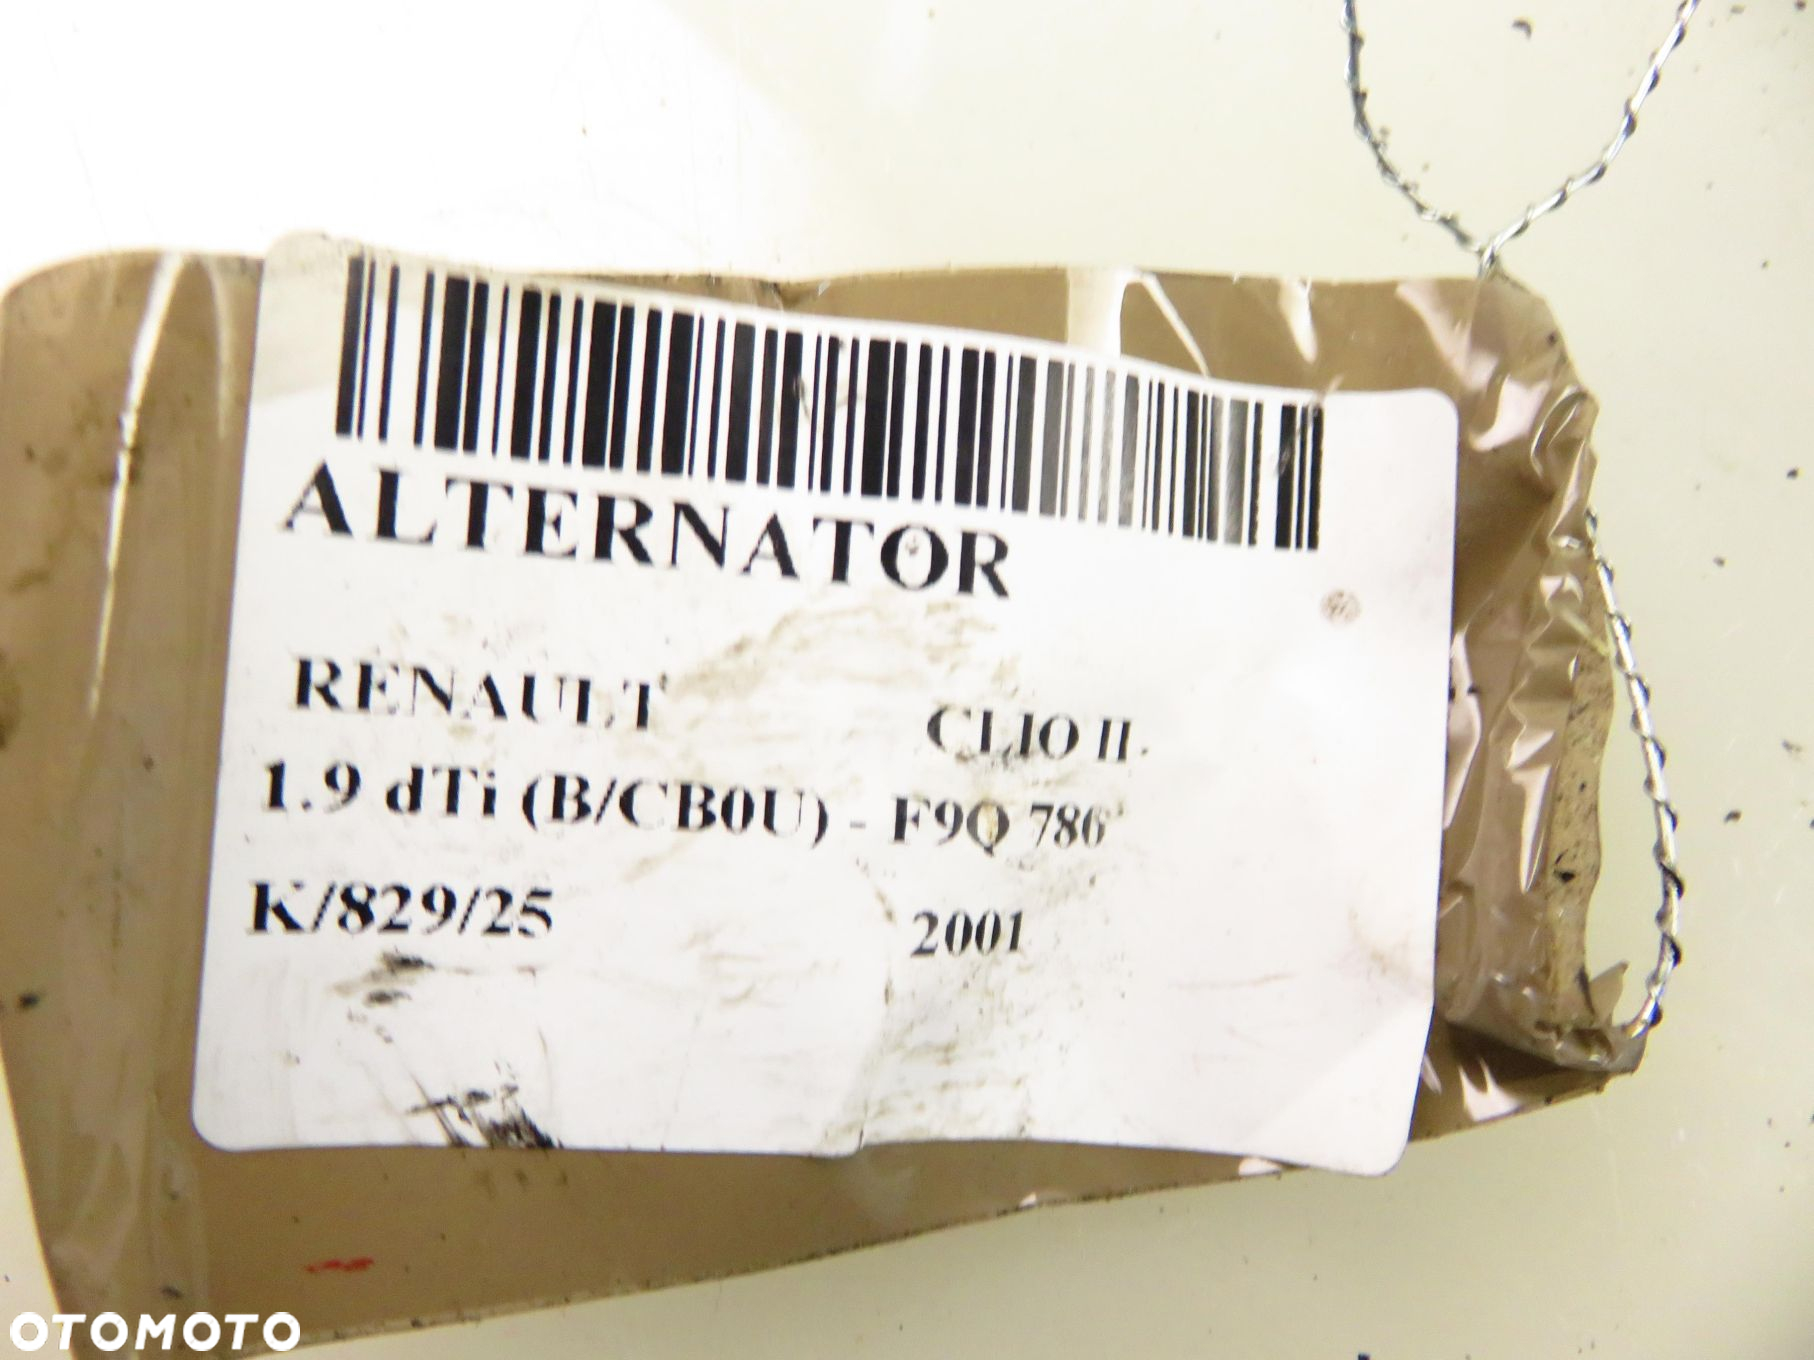 ALTERNATOR
RENAULT CLIO II
1.9 dTi (B/CB0U) - F9Q 786
K/829/25 2001
OTOMOTO